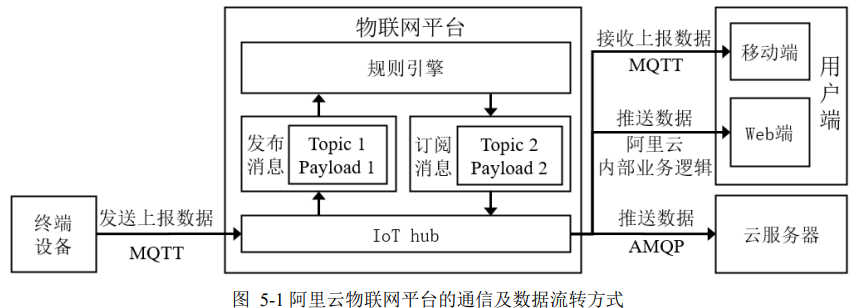 物联网平台
规则引擎
发布
消息
Topic 1
Payload 1
订阅
消息
Topic 2
Payload 2
IoT hub
终端
设备
发送上报数据
MQTT
接收上报数据
MQTT
推送数据
阿里云
内部业务逻辑
推送数据
AMQP
移动端
Web端
用户端
云服务器
图 5-1 阿里云物联网平台的通信及数据流转方式